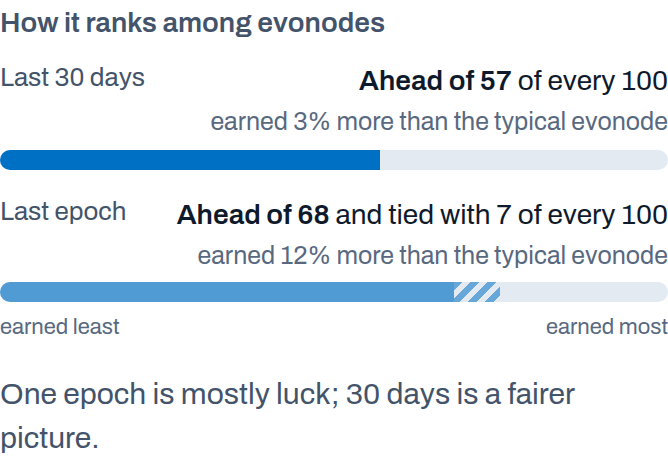 How it ranks among evonodes
Last 30 days
Ahead of 57 of every 100
earned 3% more than the typical evonode
Last epoch
Ahead of 68 and tied with 7 of every 100
earned 12% more than the typical evonode
earned least
earned most
One epoch is mostly luck; 30 days is a fairer
picture.